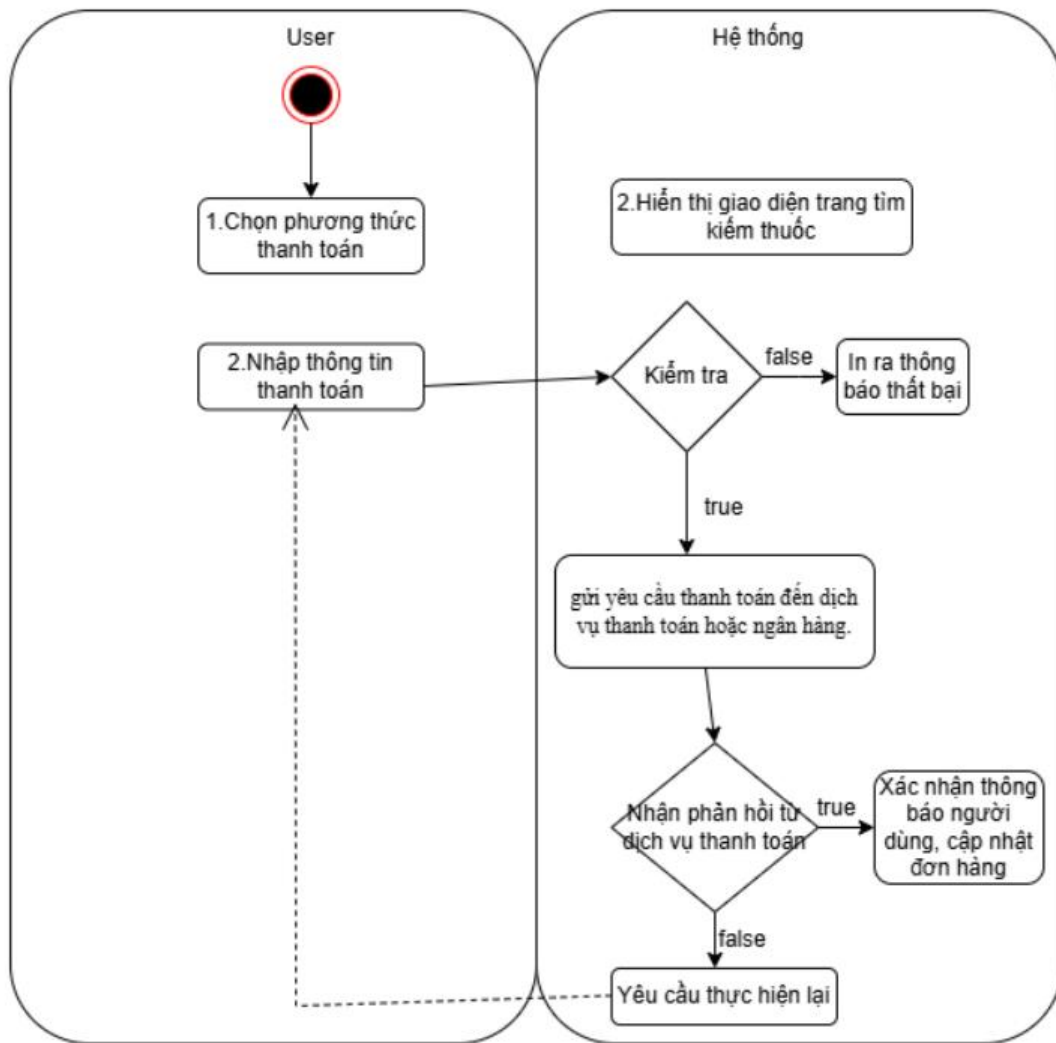 User
Hệ thống
1.Chọn phương thức
thanh toán
2.Hiển thị giao diện trang tìm
kiếm thuốc
2.Nhập thông tin
thanh toán
Kiểm tra
false
In ra thông
báo thất bại
true
gửi yêu cầu thanh toán đến dịch
vụ thanh toán hoặc ngân hàng.
Nhận phản hồi từ
dịch vụ thanh toán
true
Xác nhận thông
báo người
dùng, cập nhật
đơn hàng
false
Yêu cầu thực hiện lại